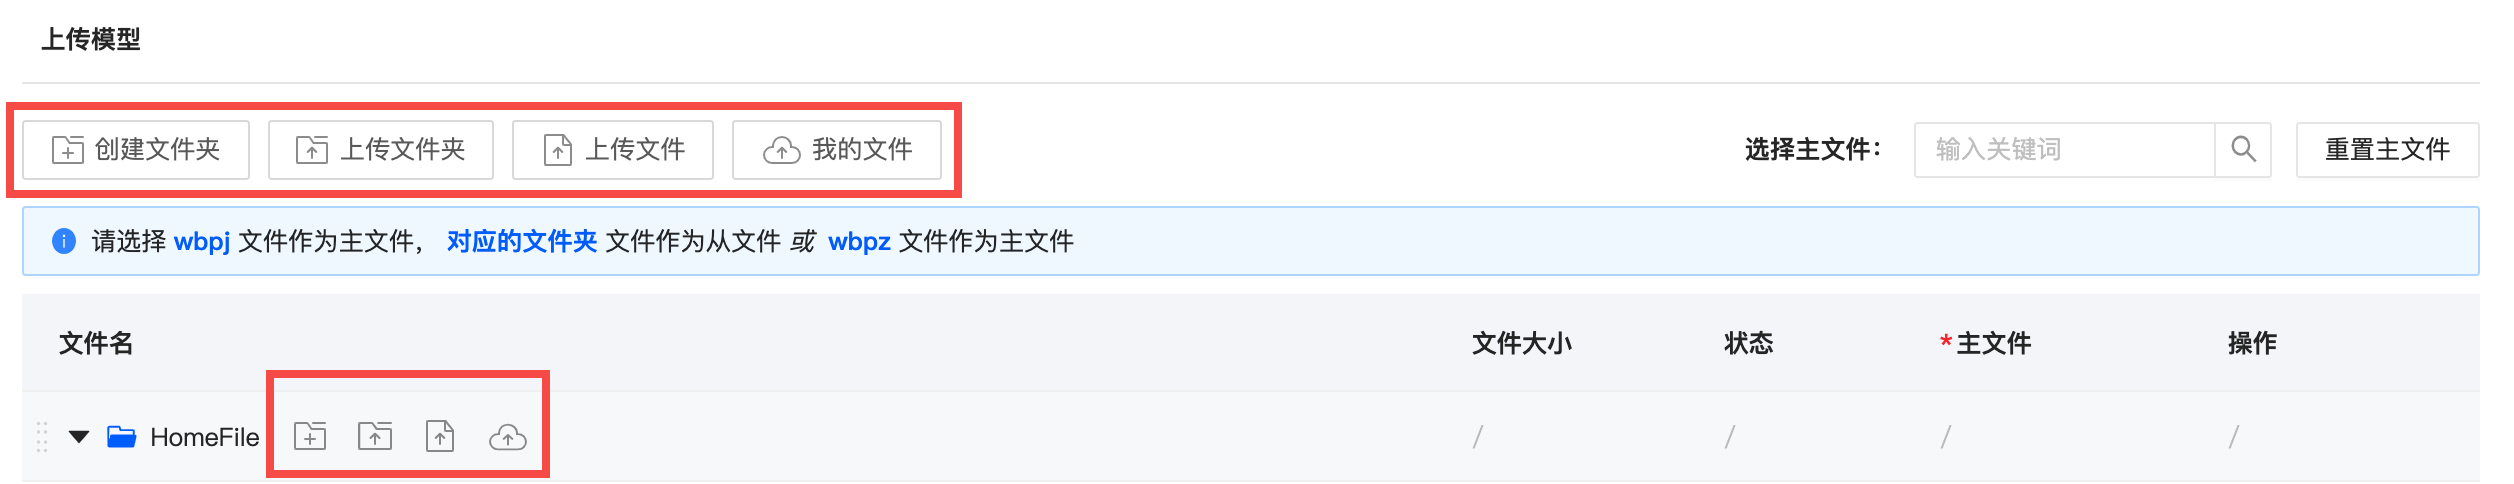 上传模型
创建文件夹 上传文件夹 上传文件 我的文件 选择主文件： 输入关键词 重置主文件
请选择 wbpj 文件作为主文件， 对应的文件夹 文件作为从文件 或 wbpz 文件作为主文件
文件名 文件大小 状态 * 主文件 操作
HomeFile / / / /